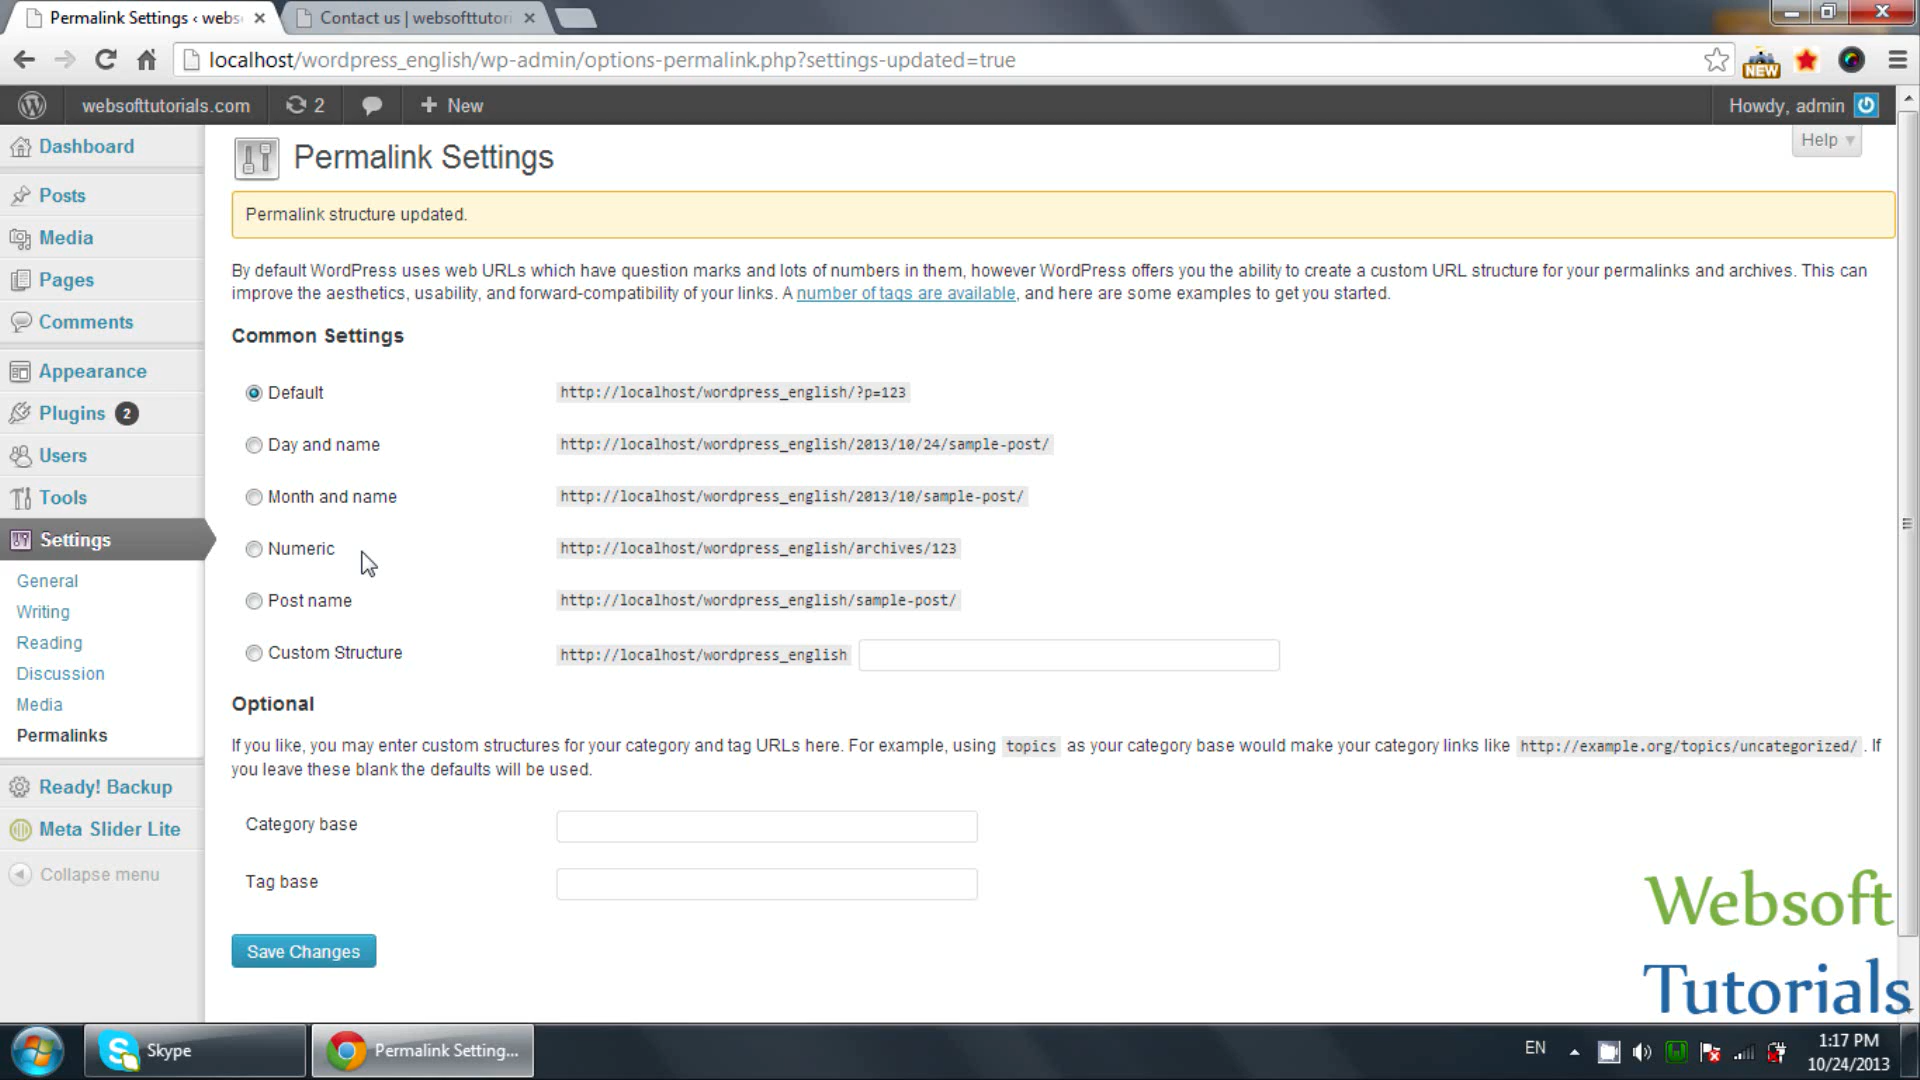 Permalink Settings ‹ webs
Contact us | websofttutori
localhost/wordpress_english/wp-admin/options-permalink.php?settings-updated=true
NEW
websofttutorials.com
2
New
Howdy, admin
Help
Dashboard
Posts
Media
Pages
Comments
Appearance
Plugins 2
Users
Tools
Settings
General
Writing
Reading
Discussion
Media
Permalinks
Ready! Backup
Meta Slider Lite
Collapse menu
Permalink Settings
Permalink structure updated.
By default WordPress uses web URLs which have question marks and lots of numbers in them, however WordPress offers you the ability to create a custom URL structure for your permalinks and archives. This can
improve the aesthetics, usability, and forward-compatibility of your links. A number of tags are available, and here are some examples to get you started.
Common Settings
Default http://localhost/wordpress_english/?p=123
Day and name http://localhost/wordpress_english/2013/10/24/sample-post/
Month and name http://localhost/wordpress_english/2013/10/sample-post/
Numeric http://localhost/wordpress_english/archives/123
Post name http://localhost/wordpress_english/sample-post/
Custom Structure http://localhost/wordpress_english
Optional
If you like, you may enter custom structures for your category and tag URLs here. For example, using topics as your category base would make your category links like http://example.org/topics/uncategorized/ . If
you leave these blank the defaults will be used.
Category base
Tag base
Save Changes
Websoft
Tutorials
Skype
Permalink Setting...
EN
1:17 PM
10/24/2013